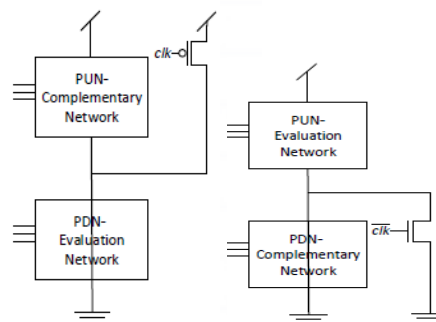 clk
PUN-
Complementary
Network
PDN-
Evaluation
Network
PUN-
Evaluation
Network
clk
PDN-
Complementary
Network